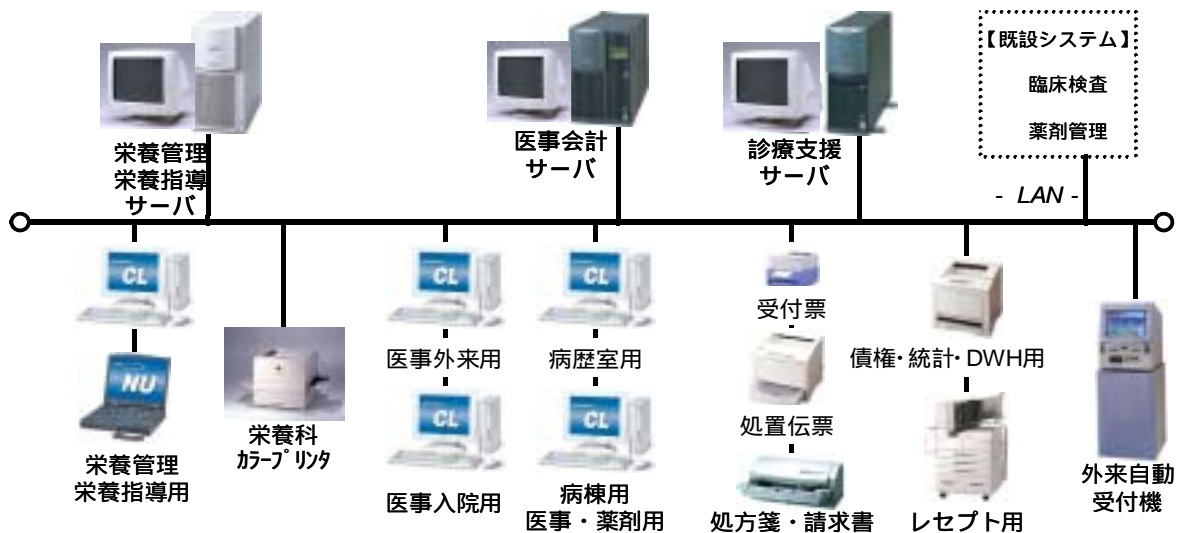 【既設システム】
臨床検査
薬剤管理
栄養管理
栄養指導
サーバ
医事会計
サーバ
診療支援
サーバ
- LAN -
CL
NU
栄養管理
栄養指導用
栄養科
ｶﾗｰﾌﾟﾘﾝﾀ
CL
医事外来用
CL
医事入院用
CL
病歴室用
CL
病棟用
医事・薬剤用
受付票
処置伝票
処方箋・請求書
債権・統計・DWH用
レセプト用
外来自動
受付機